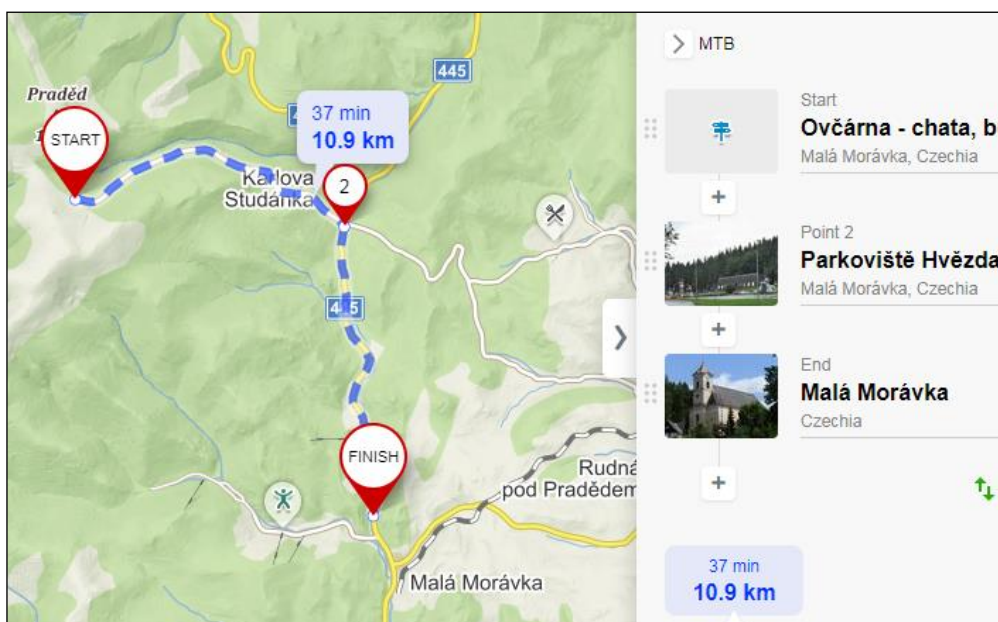 Praděd
START
445
37 min
10.9 km
Karlova
Studánka
2
445
FINISH
Rudná
pod Pradědem
Malá Morávka
MTB
Start
Ovčárna - chata, b
Malá Morávka, Czechia
+
Point 2
Parkoviště Hvězda
Malá Morávka, Czechia
+
End
Malá Morávka
Czechia
+
37 min
10.9 km